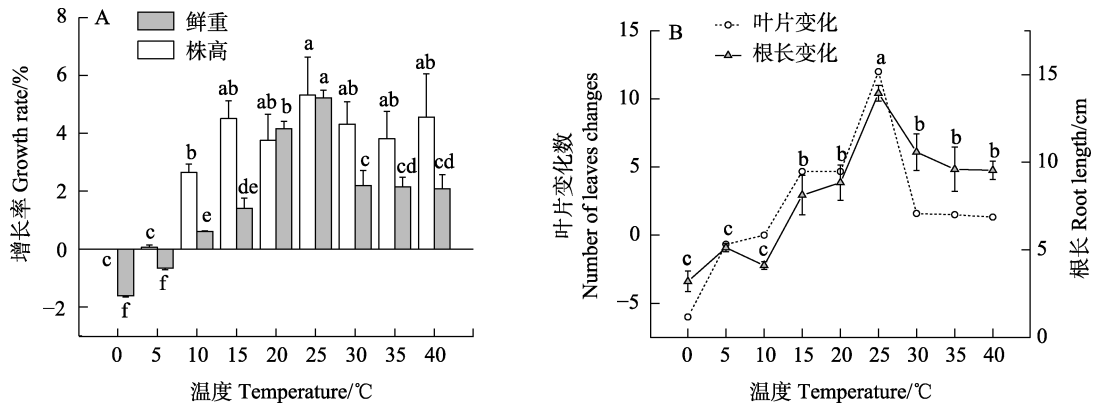 A
鲜重
株高
8
6
4
2
0
−2
增长率 Growth rate/%
c
f
c
f
b
e
ab
de
ab
b
a
a
ab
c
ab
cd
ab
cd
0 5 10 15 20 25 30 35 40
温度 Temperature/℃
B
叶片变化
根长变化
15
10
5
0
−5
叶片变化数
Number of leaves changes
c
c
c
b
b
a
b
b
b
15
10
5
0
根长 Root length/cm
0 5 10 15 20 25 30 35 40
温度 Temperature/℃